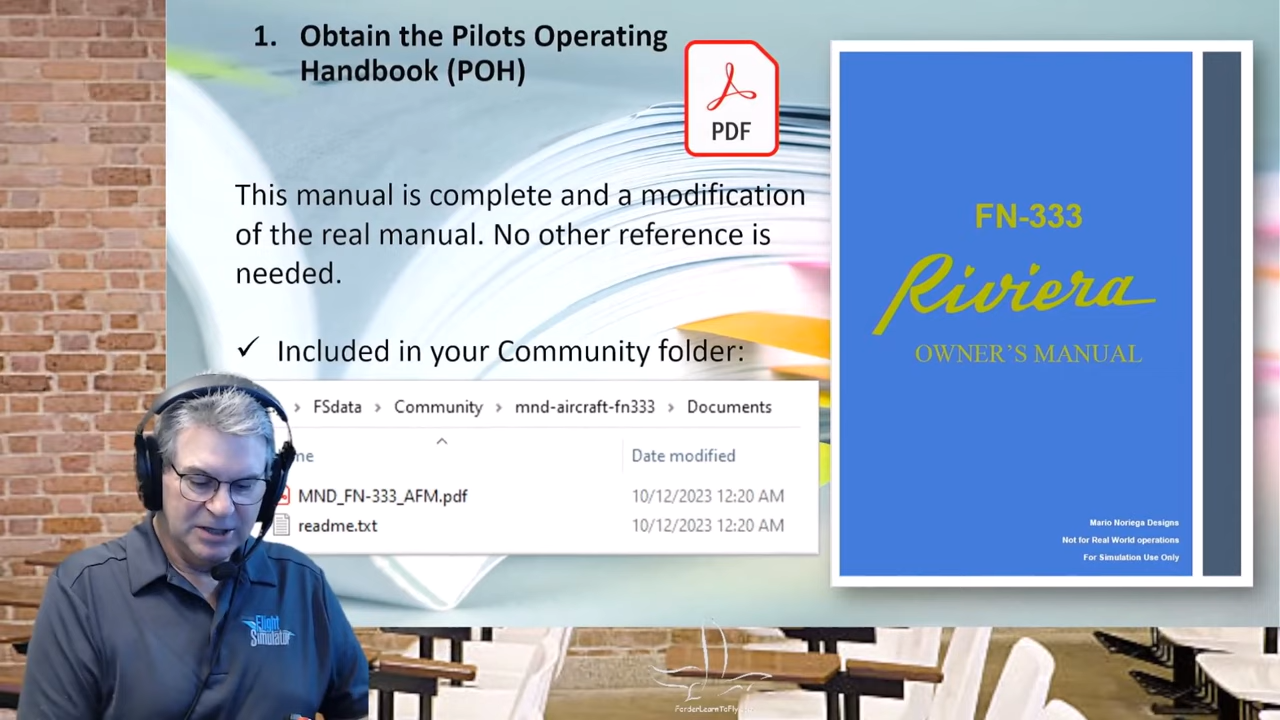 1. Obtain the Pilots Operating
Handbook (POH)
PDF
This manual is complete and a modification
of the real manual. No other reference is
needed.
✓ Included in your Community folder:
› FSdata › Community › mnd-aircraft-fn333 › Documents
Date modified
MND_FN-333_AFM.pdf 10/12/2023 12:20 AM
readme.txt 10/12/2023 12:20 AM
FN-333
Riviera
OWNER'S MANUAL
Mario Noriega Designs
Not for Real World operations
For Simulation Use Only
Flight
Simulator